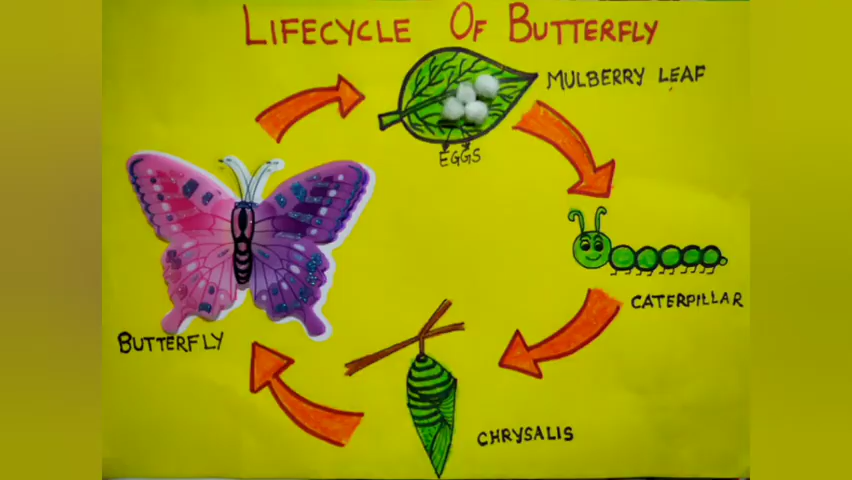 LIFECYCLE OF BUTTERFLY
MULBERRY LEAF
EGGS
CATERPILLAR
BUTTERFLY
CHRYSALIS